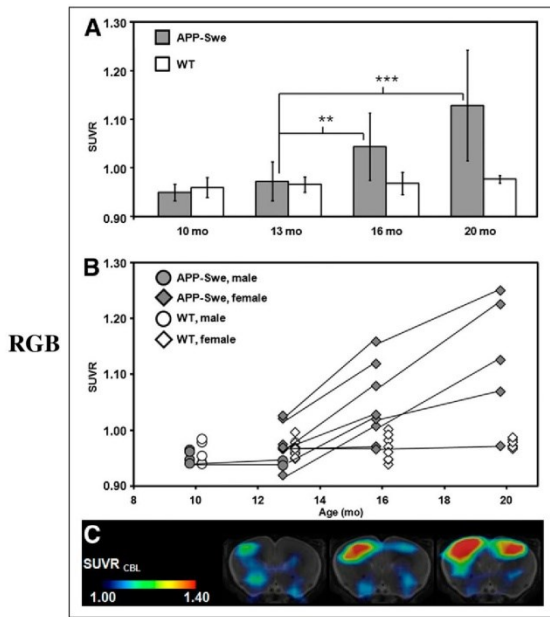 A
APP-Swe
WT
***
**
SUVR
1.30
1.20
1.10
1.00
0.90
10 mo
13 mo
16 mo
20 mo
B
APP-Swe, male
APP-Swe, female
WT, male
WT, female
RGB
SUVR
1.30
1.20
1.10
1.00
0.90
8
10
12
14
16
18
20
Age (mo)
C
SUVR CBL
1.00
1.40